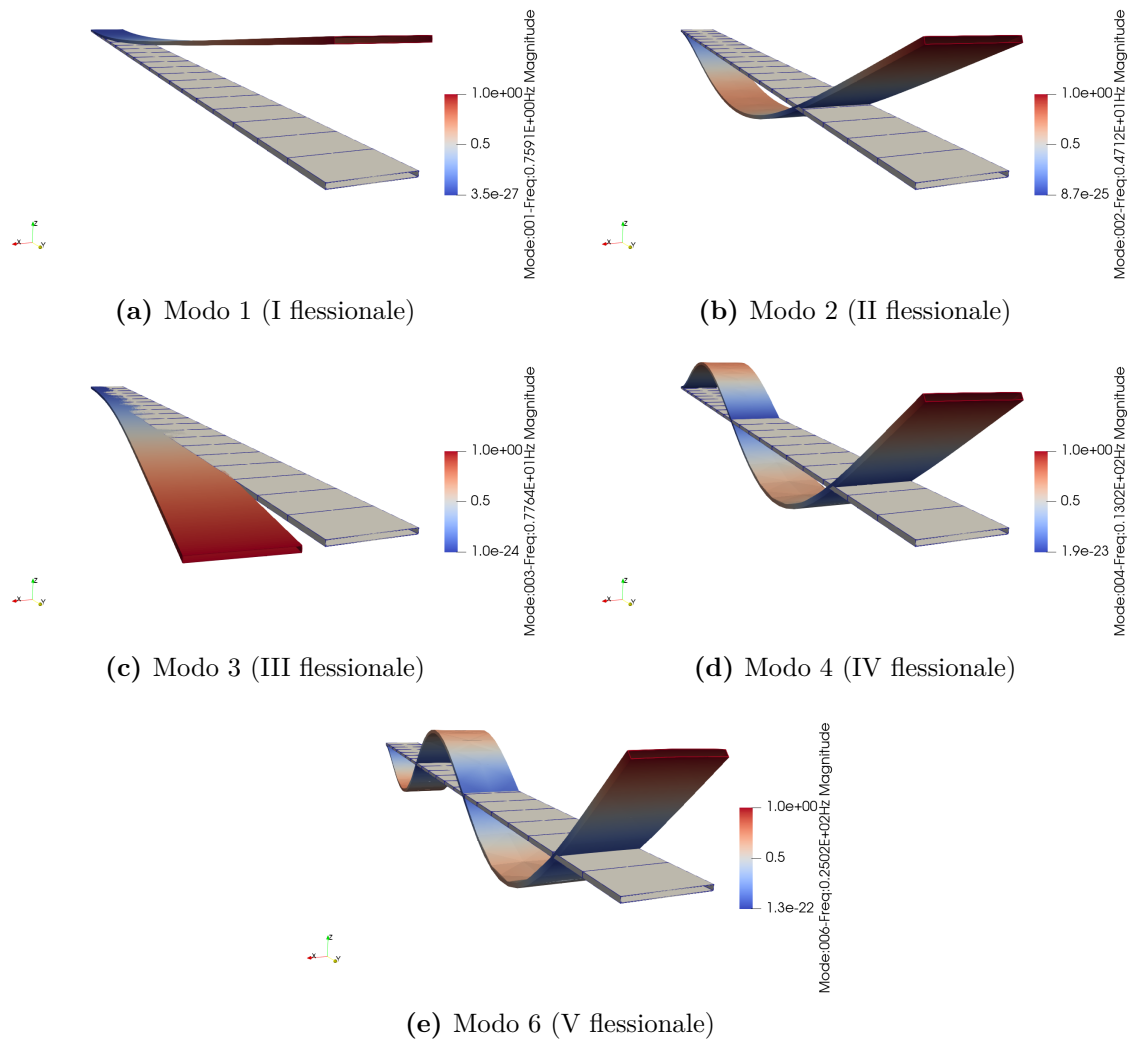 1.0e+00
0.5
3.5e-27
Mode:001-Freq:0.7591E+00Hz Magnitude
X Y Z
(a) Modo 1 (I flessionale)
1.0e+00
0.5
8.7e-25
Mode:002-Freq:0.4712E+01Hz Magnitude
X Y Z
(b) Modo 2 (II flessionale)
1.0e+00
0.5
1.0e-24
Mode:003-Freq:0.7764E+01Hz Magnitude
X Y Z
(c) Modo 3 (III flessionale)
1.0e+00
0.5
1.9e-23
Mode:004-Freq:0.1302E+02Hz Magnitude
X Y Z
(d) Modo 4 (IV flessionale)
1.0e+00
0.5
1.3e-22
Mode:006-Freq:0.2502E+02Hz Magnitude
X Y Z
(e) Modo 6 (V flessionale)